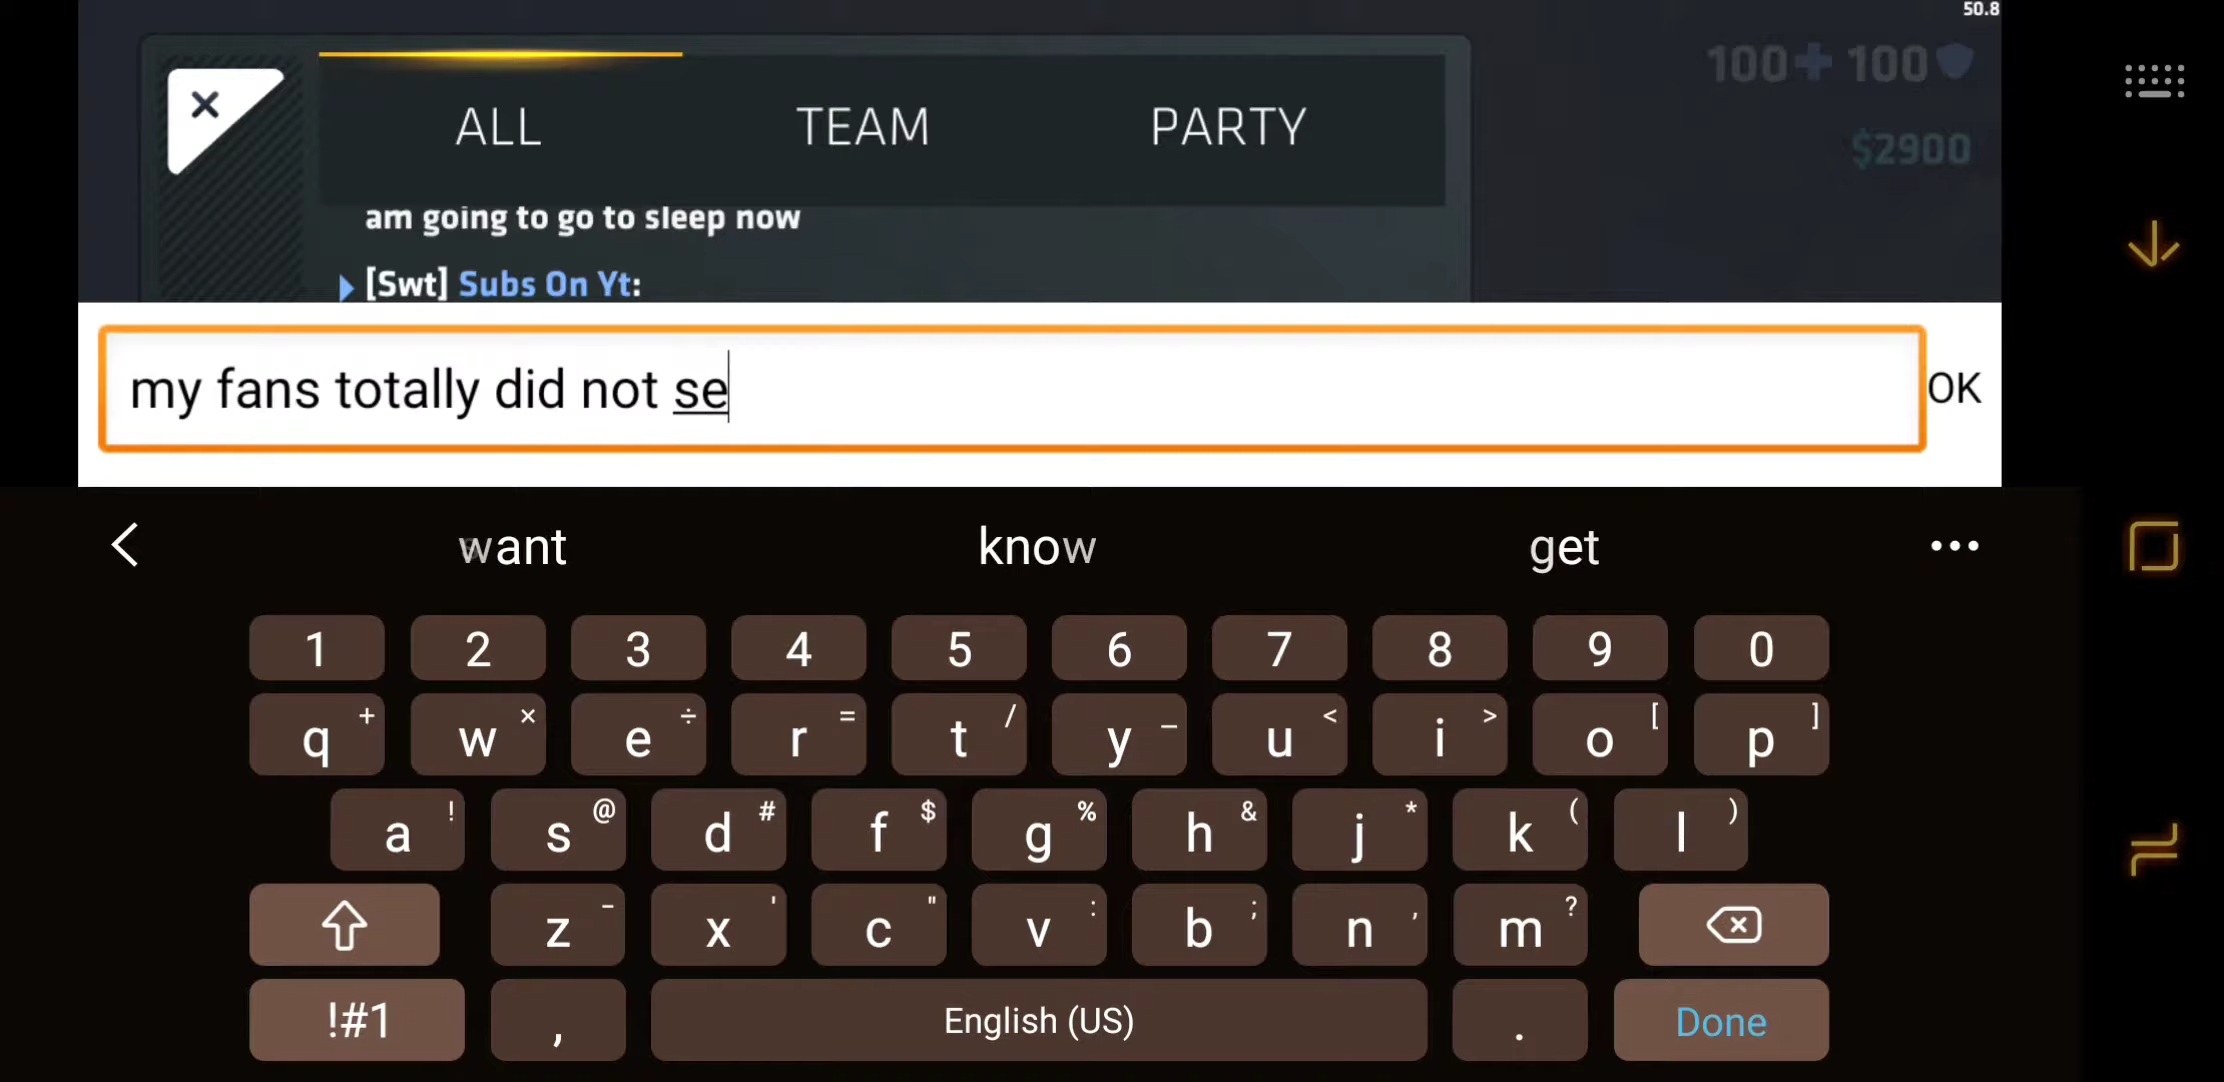 50.8
100 100
ALL TEAM PARTY
$2900
am going to go to sleep now
[Swt] Subs On Yt:
my fans totally did not se
OK
want know get
1 2 3 4 5 6 7 8 9 0
q + w × e ÷ r = t / y _ u < i > o [ p ]
a ! s @ d # f $ g % h & j * k ( l )
z - x ' c " v : b ; n , m ?
!#1 , English (US) . Done